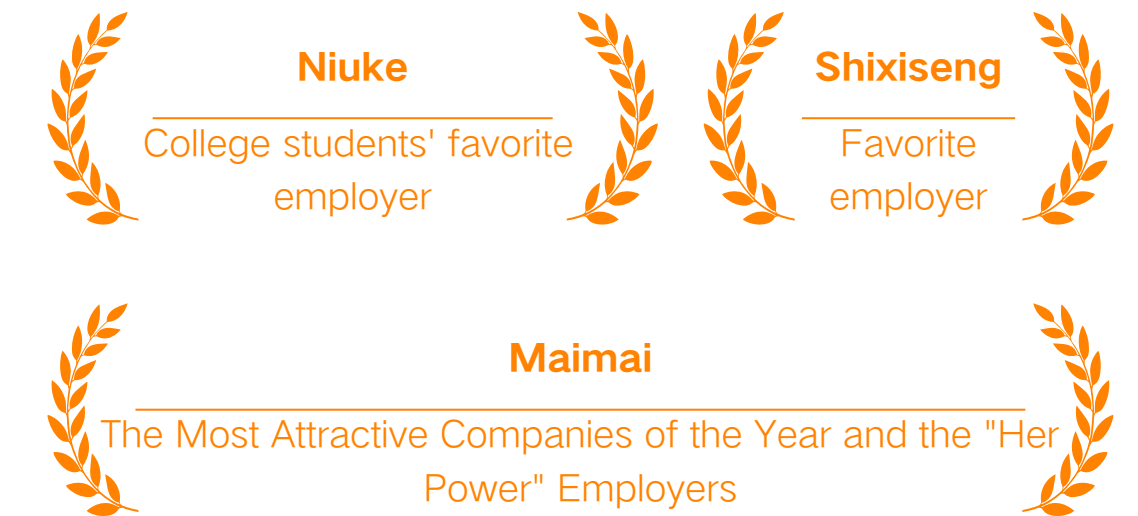 Niuke
College students' favorite
employer
Shixiseng
Favorite
employer
Maimai
The Most Attractive Companies of the Year and the "Her
Power" Employers